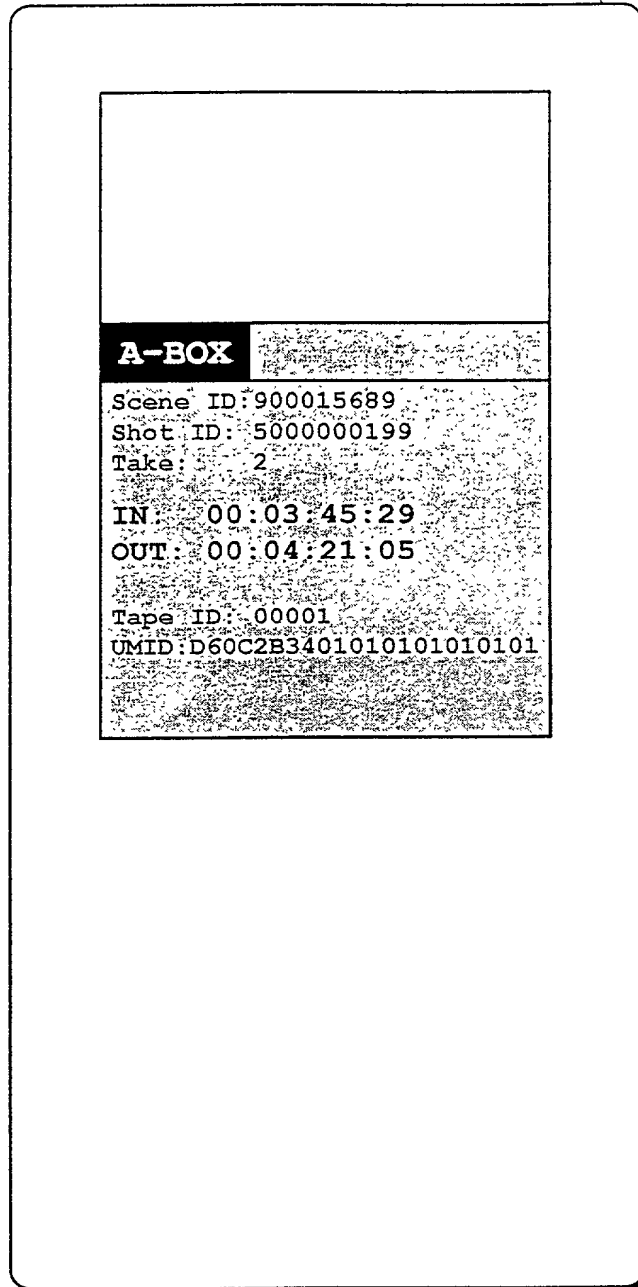 A-BOX
Scene ID:900015689
Shot ID: 5000000199
Take: 2
IN: 00:03:45:29
OUT: 00:04:21:05
Tape ID: 00001
UMID:D60C2B3401010101010101